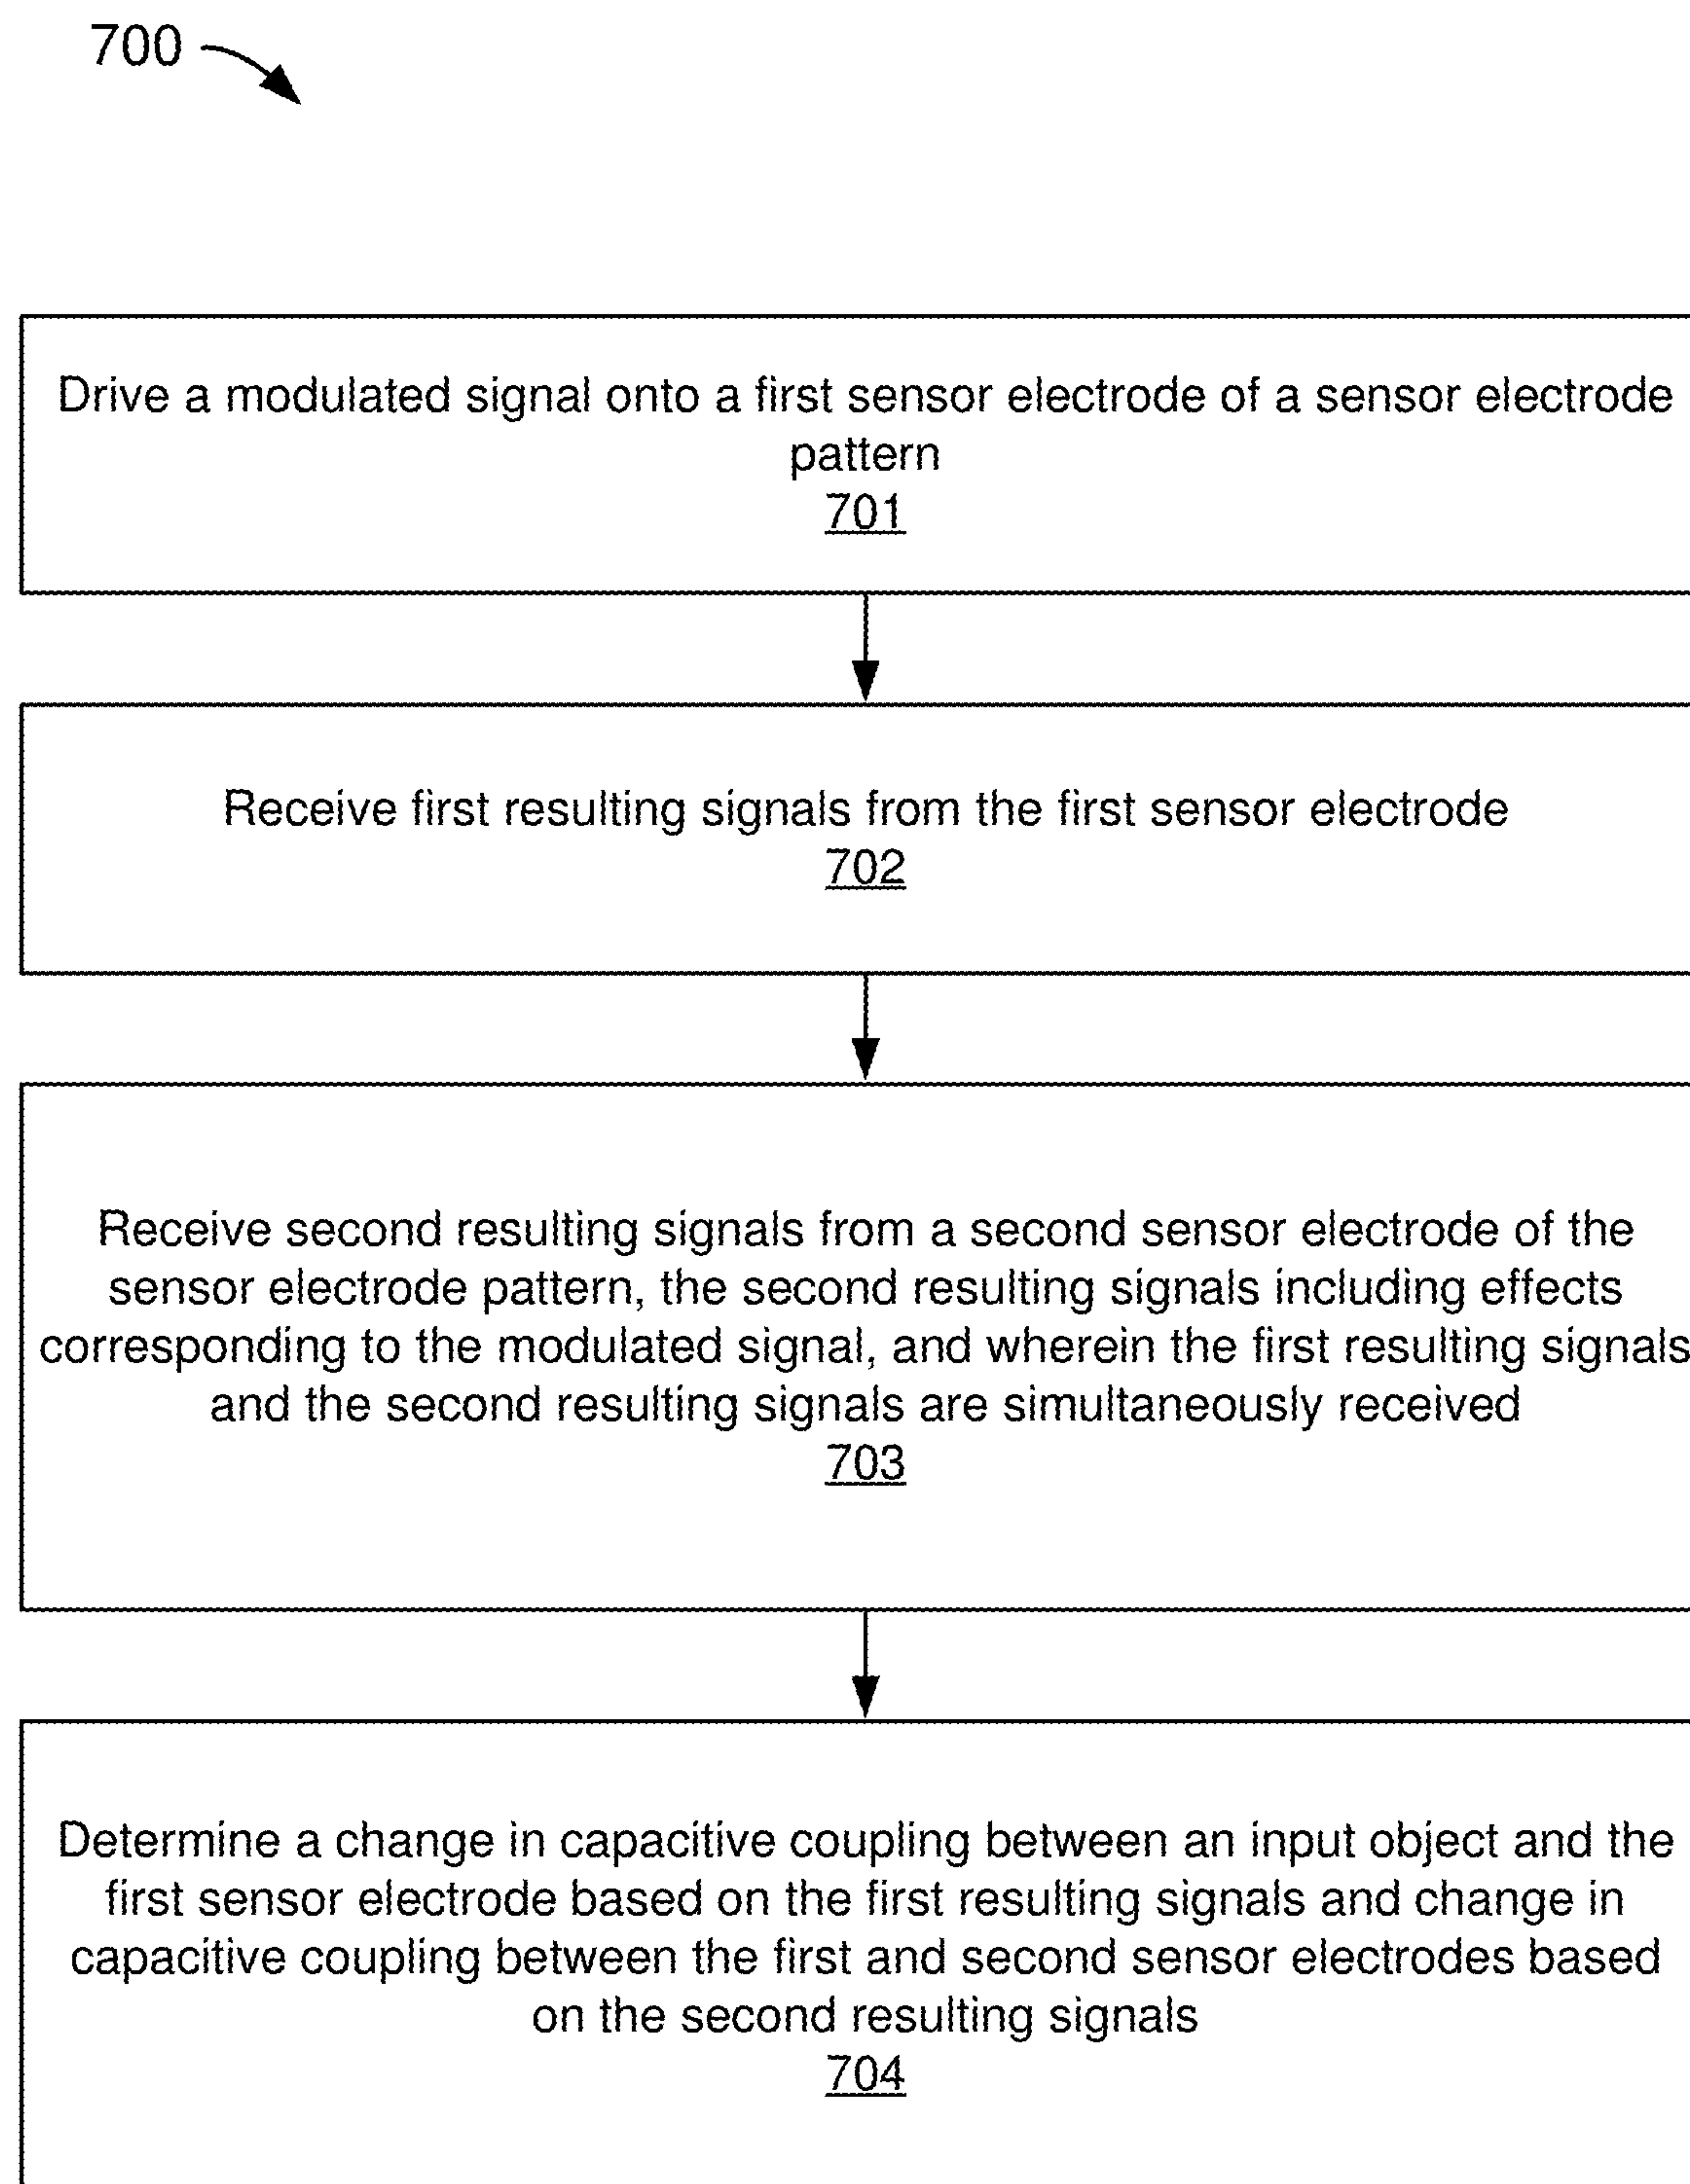 700
Drive a modulated signal onto a first sensor electrode of a sensor electrode
pattern
701
Receive first resulting signals from the first sensor electrode
702
Receive second resulting signals from a second sensor electrode of the
sensor electrode pattern, the second resulting signals including effects
corresponding to the modulated signal, and wherein the first resulting signals
and the second resulting signals are simultaneously received
703
Determine a change in capacitive coupling between an input object and the
first sensor electrode based on the first resulting signals and change in
capacitive coupling between the first and second sensor electrodes based
on the second resulting signals
704